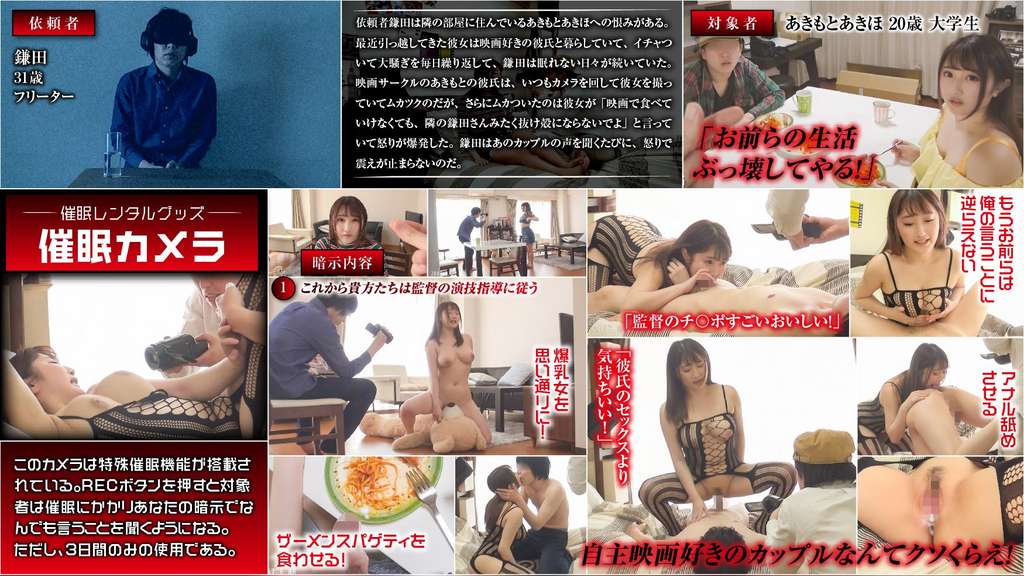 依頼者
鎌田
31歳
フリーター
依頼者鎌田は隣の部屋に住んでいるあきもとあきほへの恨みがある。
最近引っ越してきた彼女は映画好きの彼氏と暮らしていて、イチャ
ついて大騒ぎを毎日繰り返して、鎌田は眠れない日々が続いていた。
映画サークルのあきもとの彼氏は、いつもカメラを回して彼女を撮っ
ていてムカツクのだが、さらにムカついたのは彼女が「映画で食べて
いけなくても、隣の鎌田さんみたく抜け殻にならないでよ」と言って
いて怒りが爆発した。鎌田はあのカップルの声を聞くたびに、怒りで
震えが止まらないのだ。
対象者
あきもとあきほ 20歳 大学生
「お前らの生活
ぶっ壊してやる!」
催眠レンタルグッズ
催眠カメラ
このカメラは特殊催眠機能が搭載さ
れている。RECボタンを押すと対象
者は催眠にかかりあなたの暗示でな
んでも言うことを聞くようになる。
ただし、3日間のみの使用である。
暗示内容
1 これから貴方たちは監督の演技指導に従う
爆乳女を
思い通りに!
ザーメンスパゲティを
食わせる!
「監督のチ○ボすごいおいしい!」
もうお前らは
俺の言うことに
逆らえない
「彼氏のセックスより
気持ちいい!」
アナル舐め
させる
自主映画好きのカップルなんてクソくらえ!